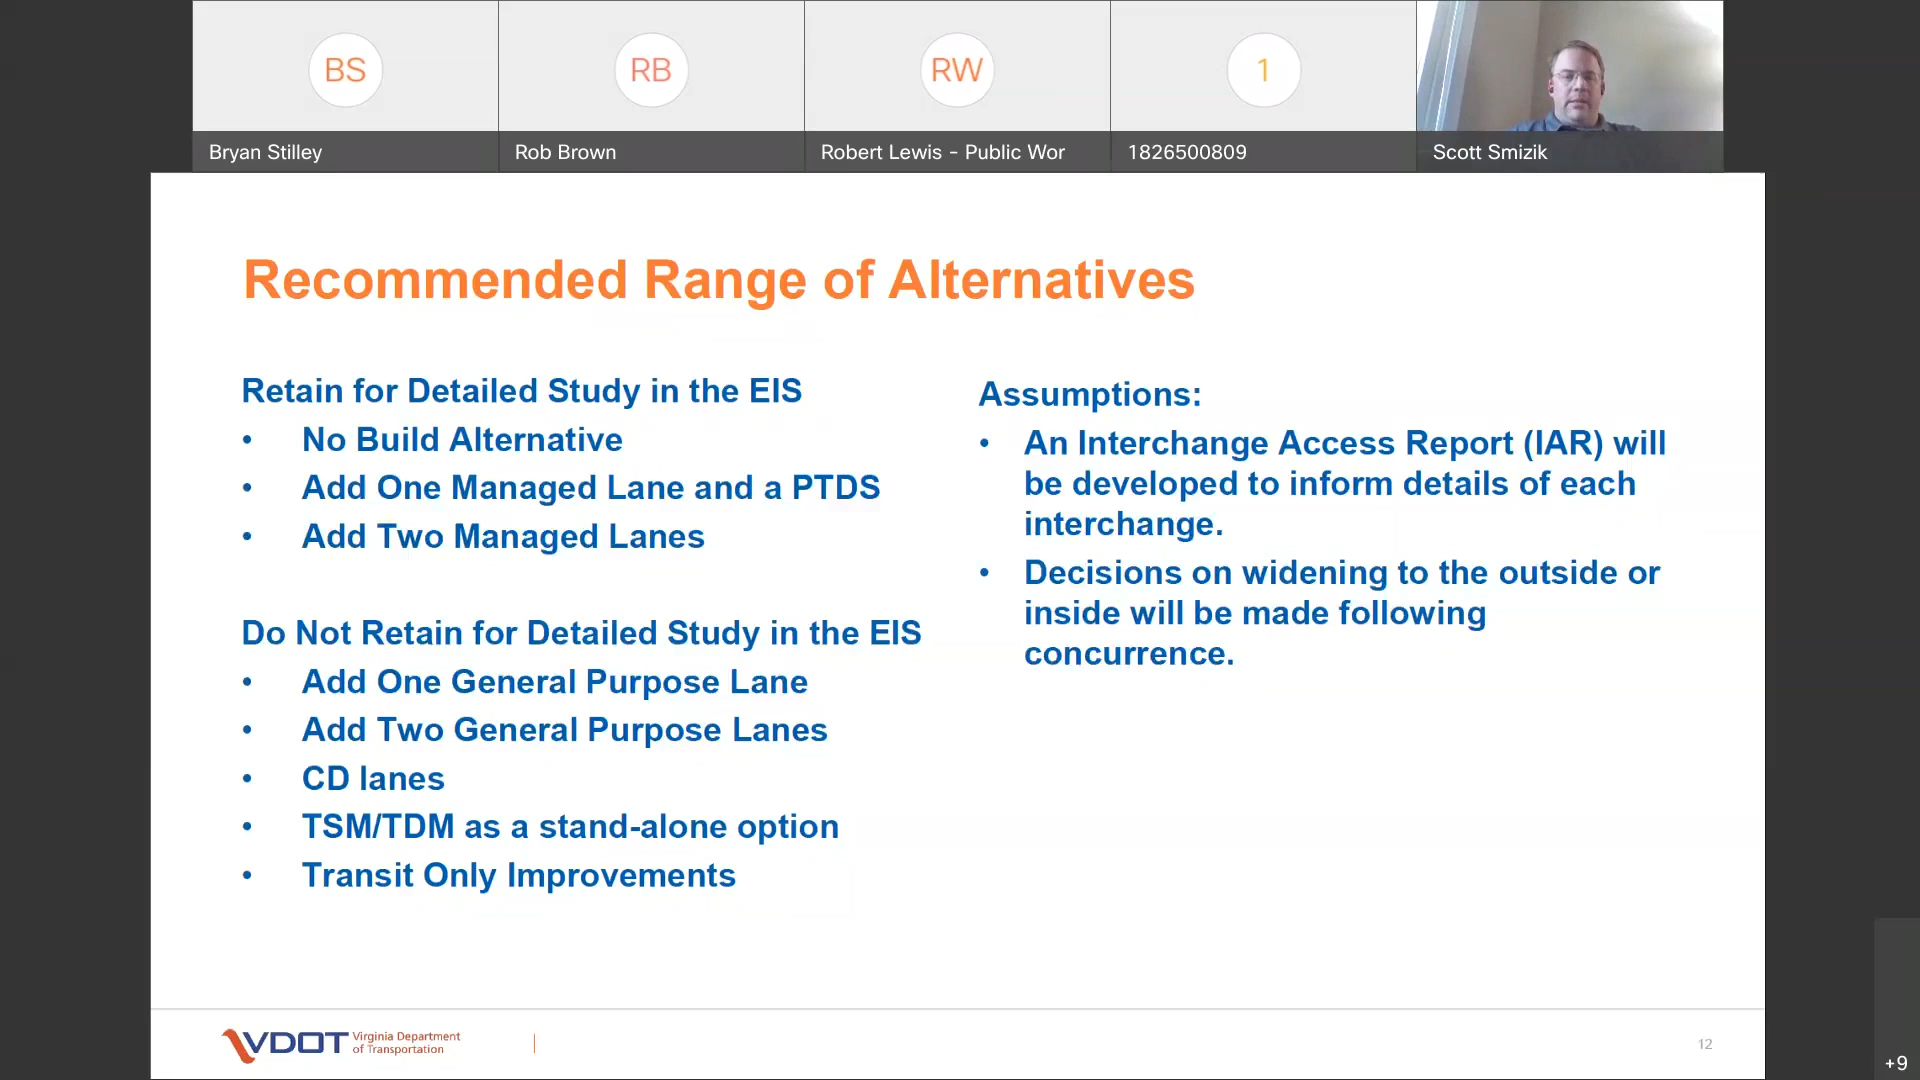 BS
RB
RW
1
Bryan Stilley
Rob Brown
Robert Lewis - Public Wor
1826500809
Scott Smizik
Recommended Range of Alternatives
Retain for Detailed Study in the EIS
• No Build Alternative
• Add One Managed Lane and a PTDS
• Add Two Managed Lanes
Do Not Retain for Detailed Study in the EIS
• Add One General Purpose Lane
• Add Two General Purpose Lanes
• CD lanes
• TSM/TDM as a stand-alone option
• Transit Only Improvements
Assumptions:
• An Interchange Access Report (IAR) will
be developed to inform details of each
interchange.
• Decisions on widening to the outside or
inside will be made following
concurrence.
VDOT Virginia Department
of Transportation
12
+9